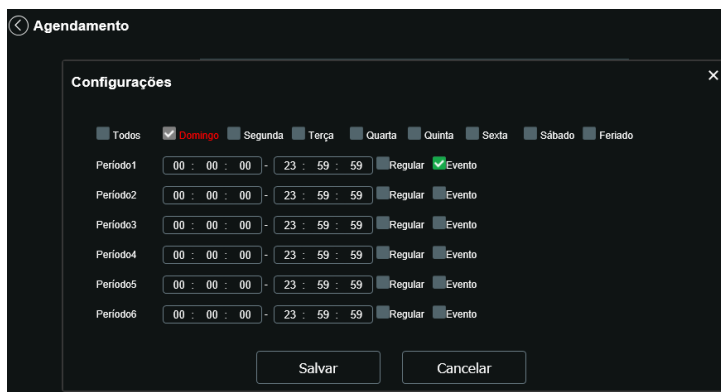 Agendamento
Configurações
Todos Domingo Segunda Terça Quarta Quinta Sexta Sábado Feriado
Período1 00 : 00 : 00 - 23 : 59 : 59 Regular Evento
Período2 00 : 00 : 00 - 23 : 59 : 59 Regular Evento
Período3 00 : 00 : 00 - 23 : 59 : 59 Regular Evento
Período4 00 : 00 : 00 - 23 : 59 : 59 Regular Evento
Período5 00 : 00 : 00 - 23 : 59 : 59 Regular Evento
Período6 00 : 00 : 00 - 23 : 59 : 59 Regular Evento
Salvar Cancelar